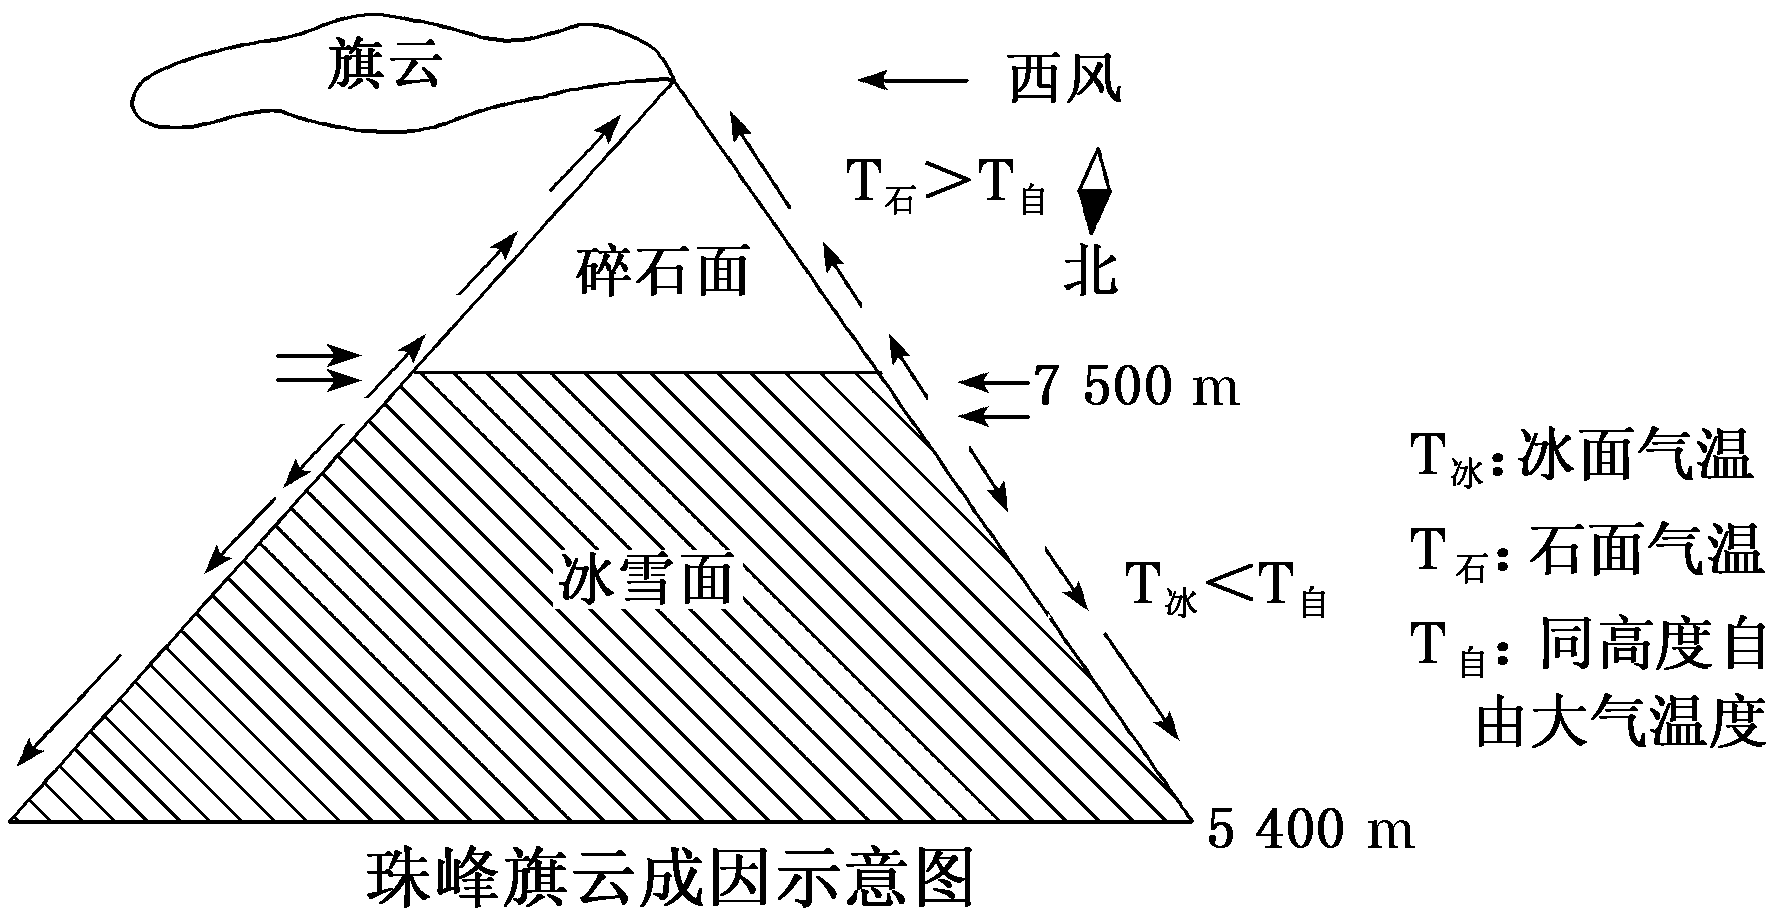 旗云
西风
T石>T自
北
碎石面
7 500 m
T冰：冰面气温
T石：石面气温
冰雪面
T冰<T自
T自：同高度自
由大气温度
5 400 m
珠峰旗云成因示意图